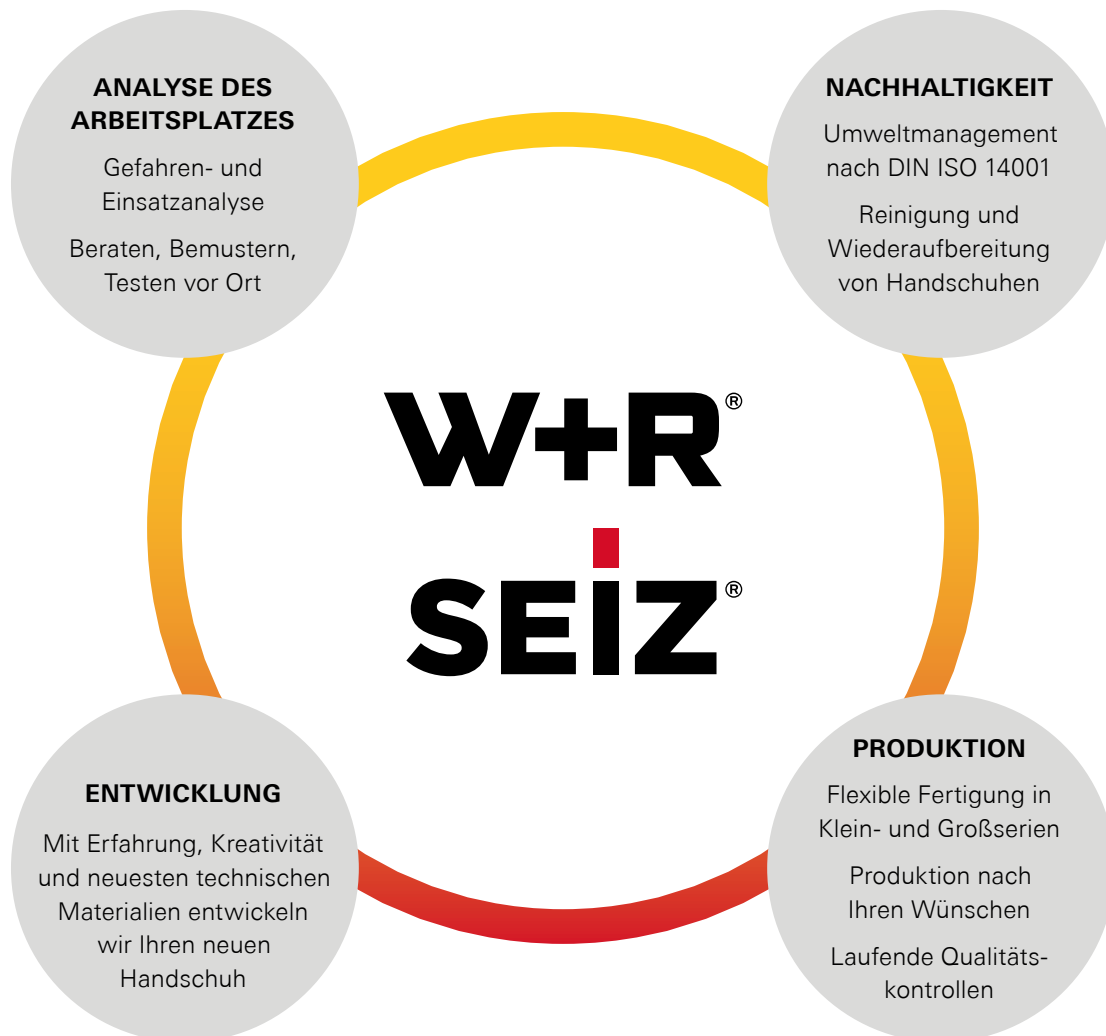 ANALYSE DES
ARBEITSPLATZES
Gefahren- und
Einsatzanalyse
Beraten, Bemustern,
Testen vor Ort
NACHHALTIGKEIT
Umweltmanagement
nach DIN ISO 14001
Reinigung und
Wiederaufbereitung
von Handschuhen
W+R®
SEIZ®
ENTWICKLUNG
Mit Erfahrung, Kreativität
und neuesten technischen
Materialien entwickeln
wir Ihren neuen
Handschuh
PRODUKTION
Flexible Fertigung in
Klein- und Großserien
Produktion nach
Ihren Wünschen
Laufende Qualitäts-
kontrollen